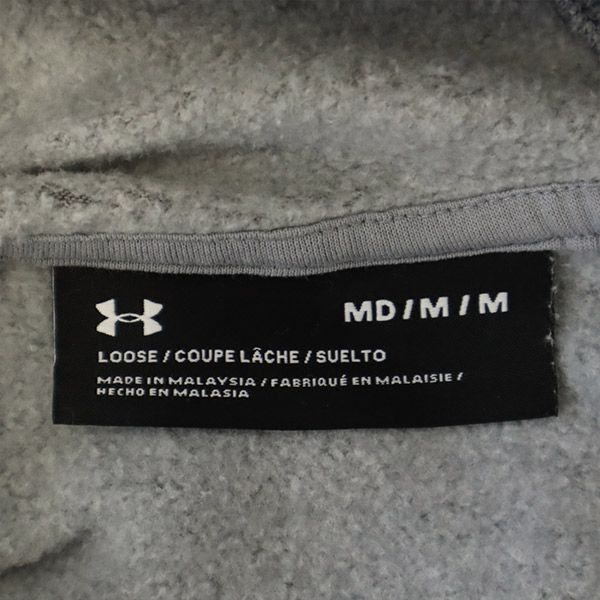 MD / M / M
LOOSE / COUPE LÂCHE / SUELTO
MADE IN MALAYSIA / FABRIQUÉ EN MALAISIE /
HECHO EN MALASIA